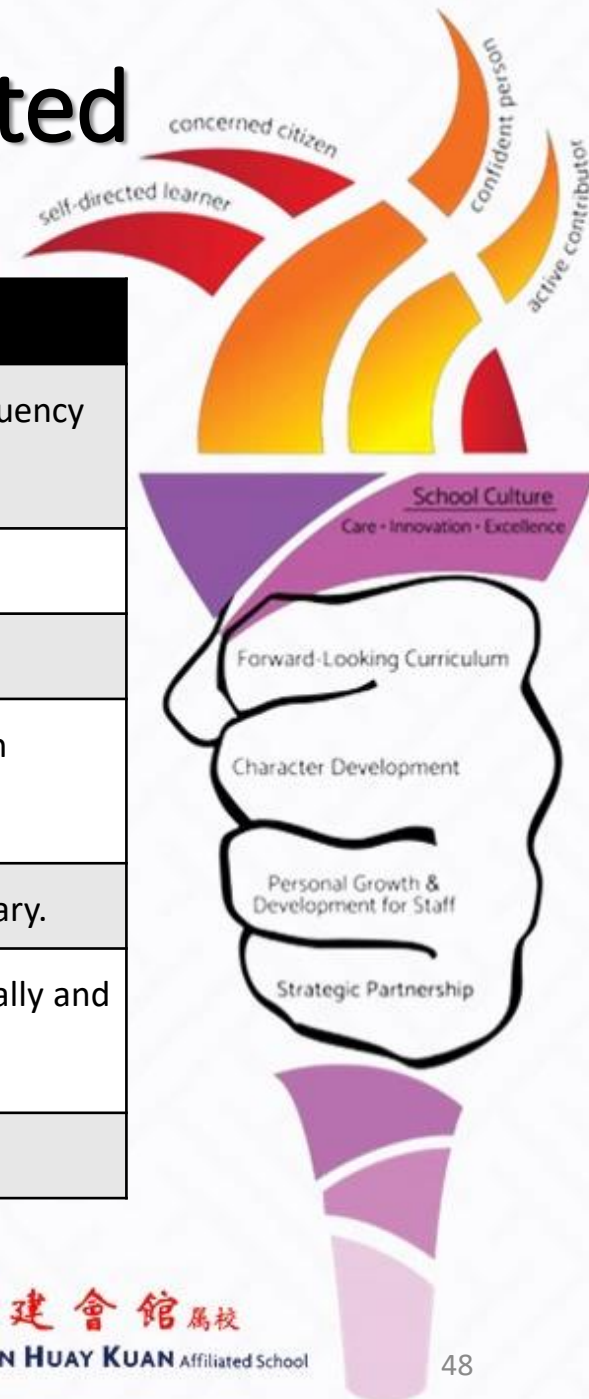 ted
concerned citizen
self-directed learner
confident person
active contributor
uency
ary.
ally and
School Culture
Care • Innovation • Excellence
Forward-Looking Curriculum
Character Development
Personal Growth &
Development for Staff
Strategic Partnership
建會館属校
N HUAY KUAN Affiliated School
48